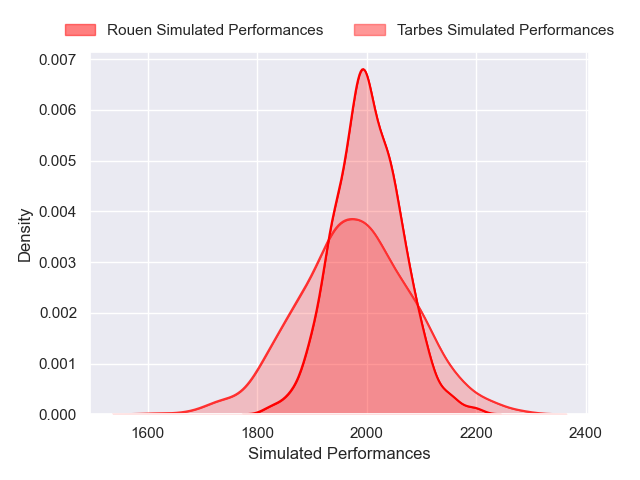 Rouen Simulated Performances Tarbes Simulated Performances
0.007
0.006
0.005
0.004
0.003
0.002
0.001
0.000
Density
1600 1800 2000 2200 2400
Simulated Performances